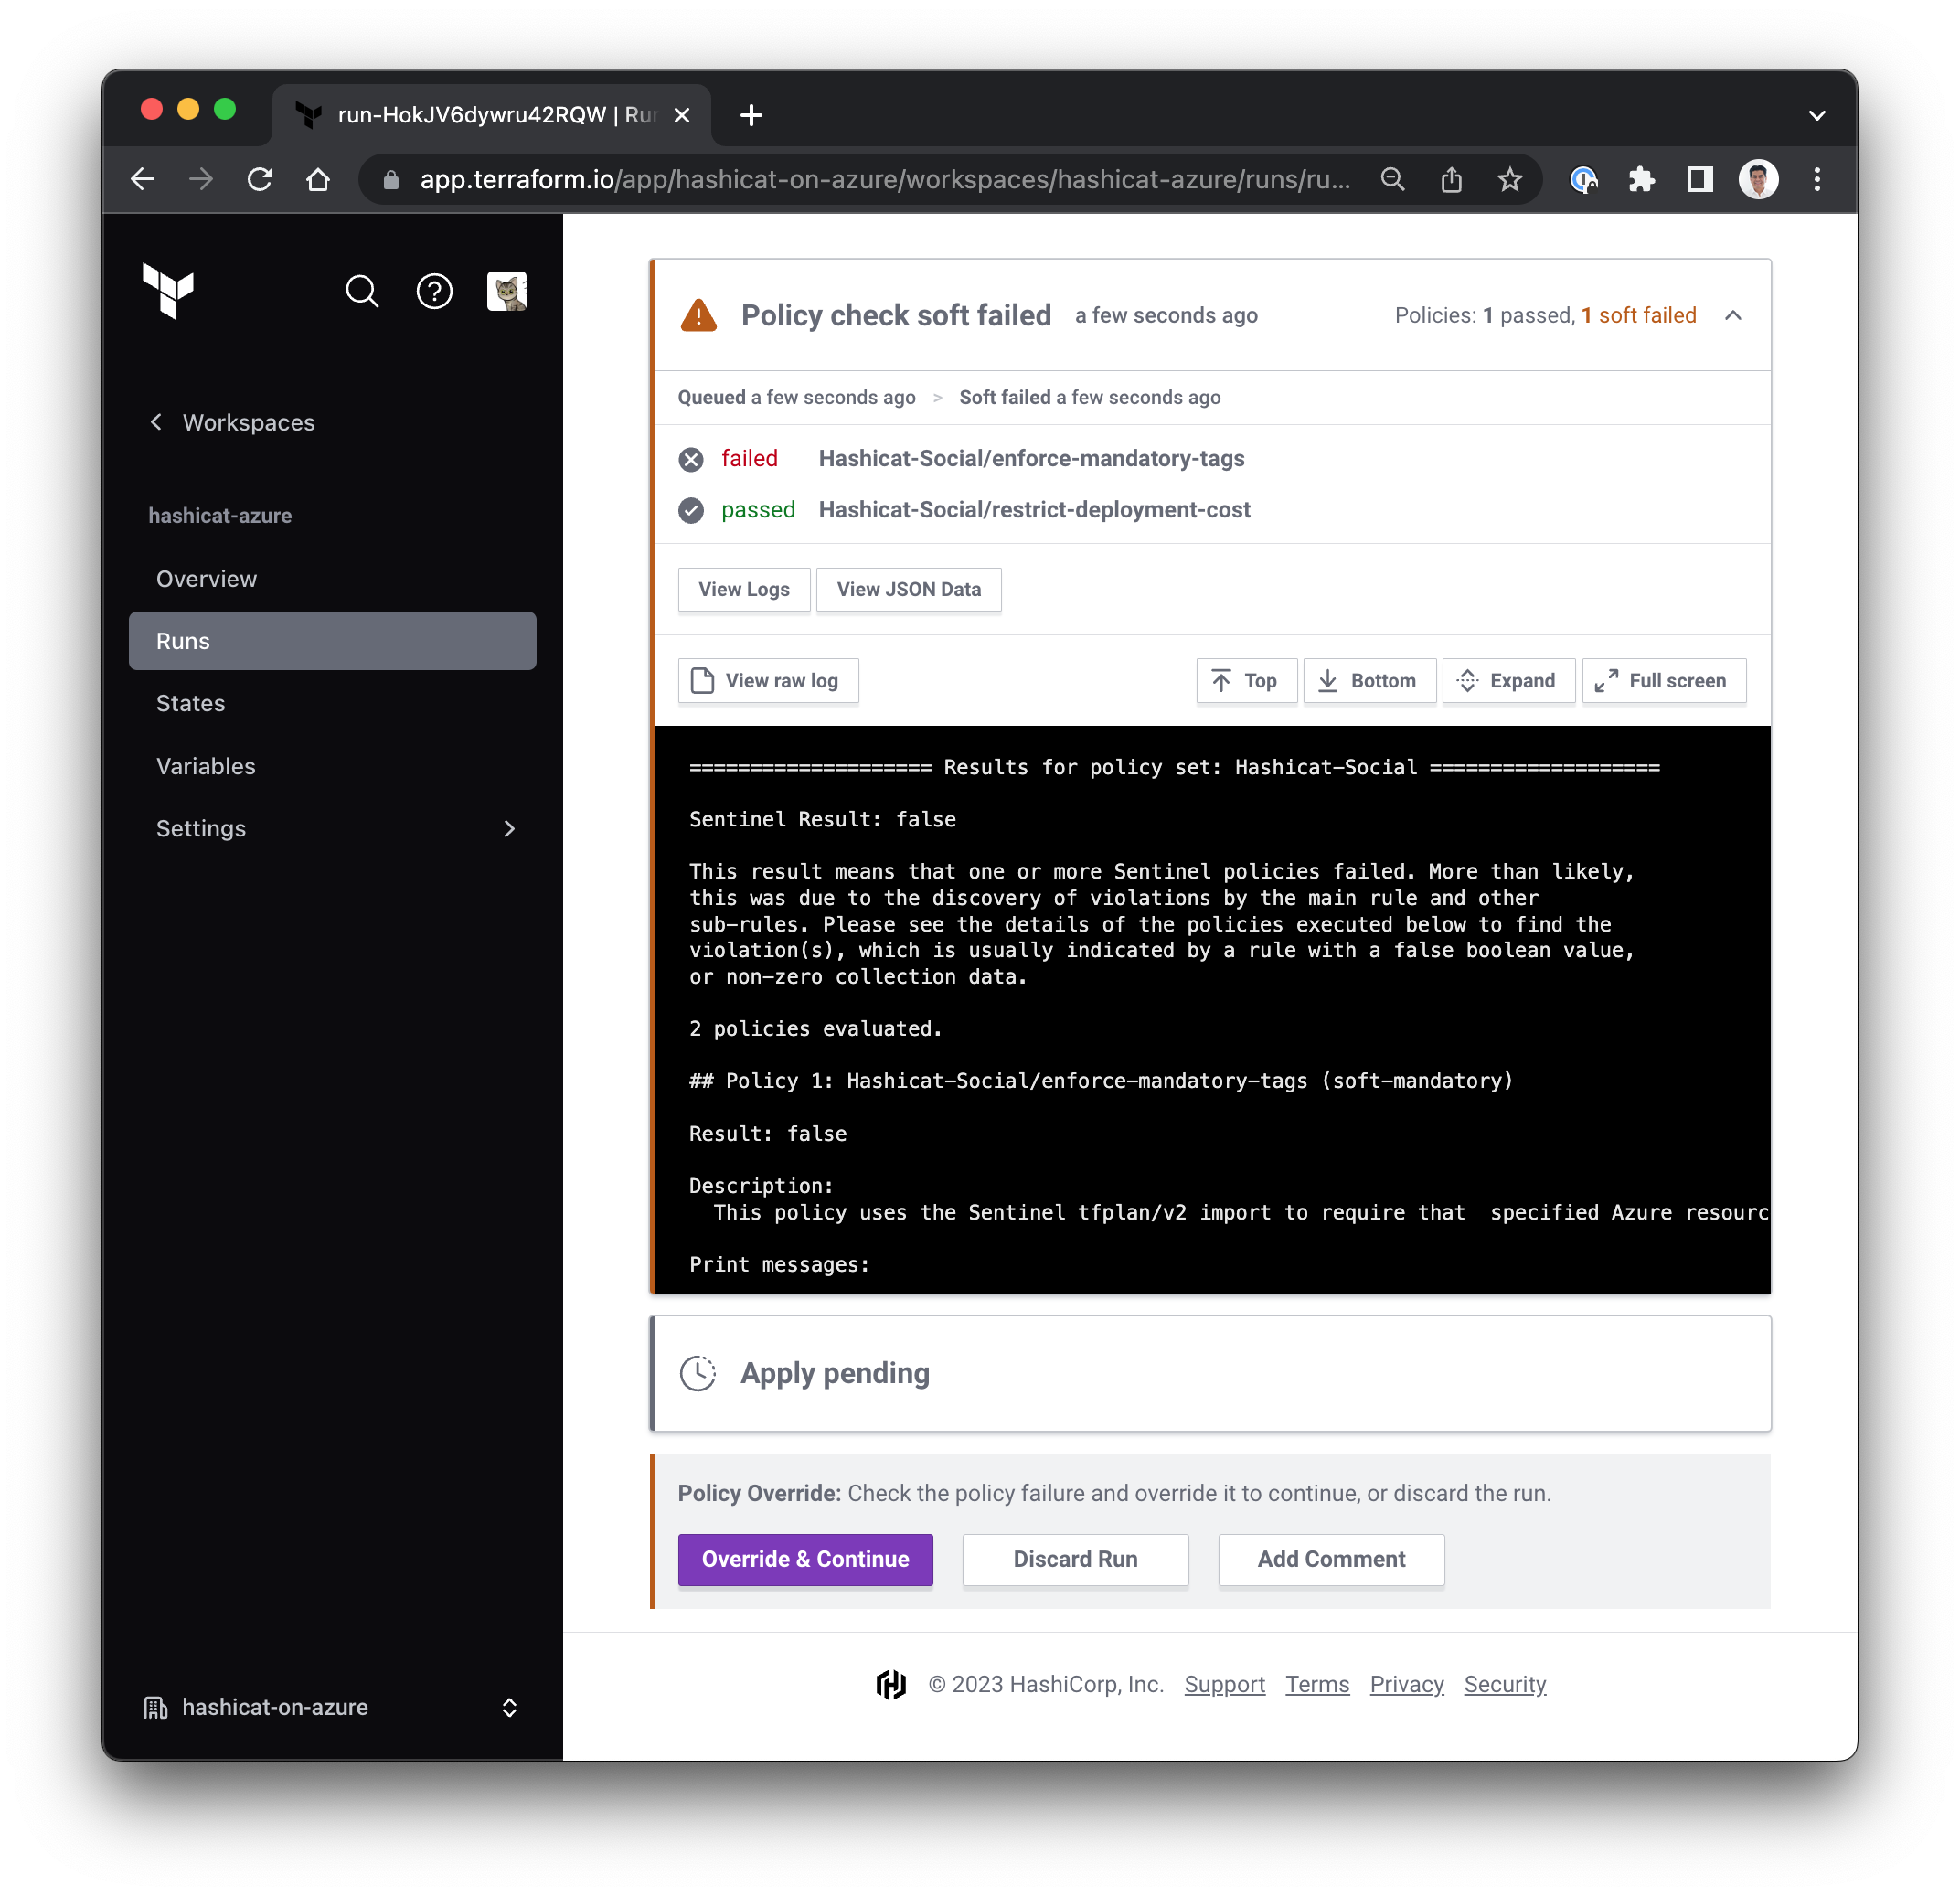 run-HokJV6dywru42RQW | Run
app.terraform.io/app/hashicat-on-azure/workspaces/hashicat-azure/runs/ru...
Workspaces
hashicat-azure
Overview
Runs
States
Variables
Settings
hashicat-on-azure
Policy check soft failed a few seconds ago Policies: 1 passed, 1 soft failed
Queued a few seconds ago > Soft failed a few seconds ago
failed Hashicat-Social/enforce-mandatory-tags
passed Hashicat-Social/restrict-deployment-cost
View Logs View JSON Data
View raw log Top Bottom Expand Full screen
==================== Results for policy set: Hashicat-Social ===================
Sentinel Result: false
This result means that one or more Sentinel policies failed. More than likely,
this was due to the discovery of violations by the main rule and other
sub-rules. Please see the details of the policies executed below to find the
violation(s), which is usually indicated by a rule with a false boolean value,
or non-zero collection data.
2 policies evaluated.
## Policy 1: Hashicat-Social/enforce-mandatory-tags (soft-mandatory)
Result: false
Description:
This policy uses the Sentinel tfplan/v2 import to require that  specified Azure resourc
Print messages:
Apply pending
Policy Override: Check the policy failure and override it to continue, or discard the run.
Override & Continue Discard Run Add Comment
© 2023 HashiCorp, Inc. Support Terms Privacy Security